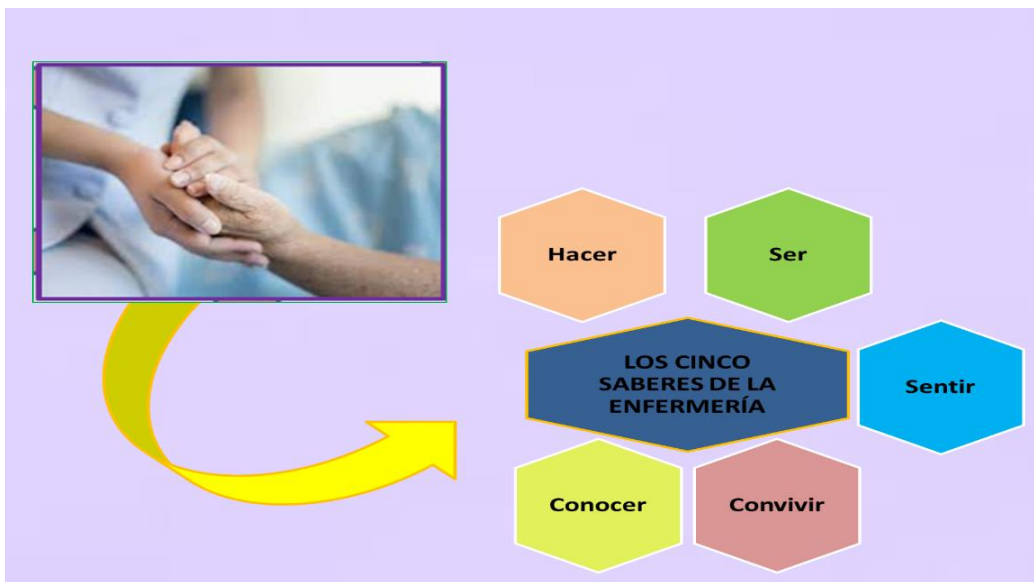 Hacer
Ser
LOS CINCO
SABERES DE LA
ENFERMERÍA
Sentir
Conocer
Convivir